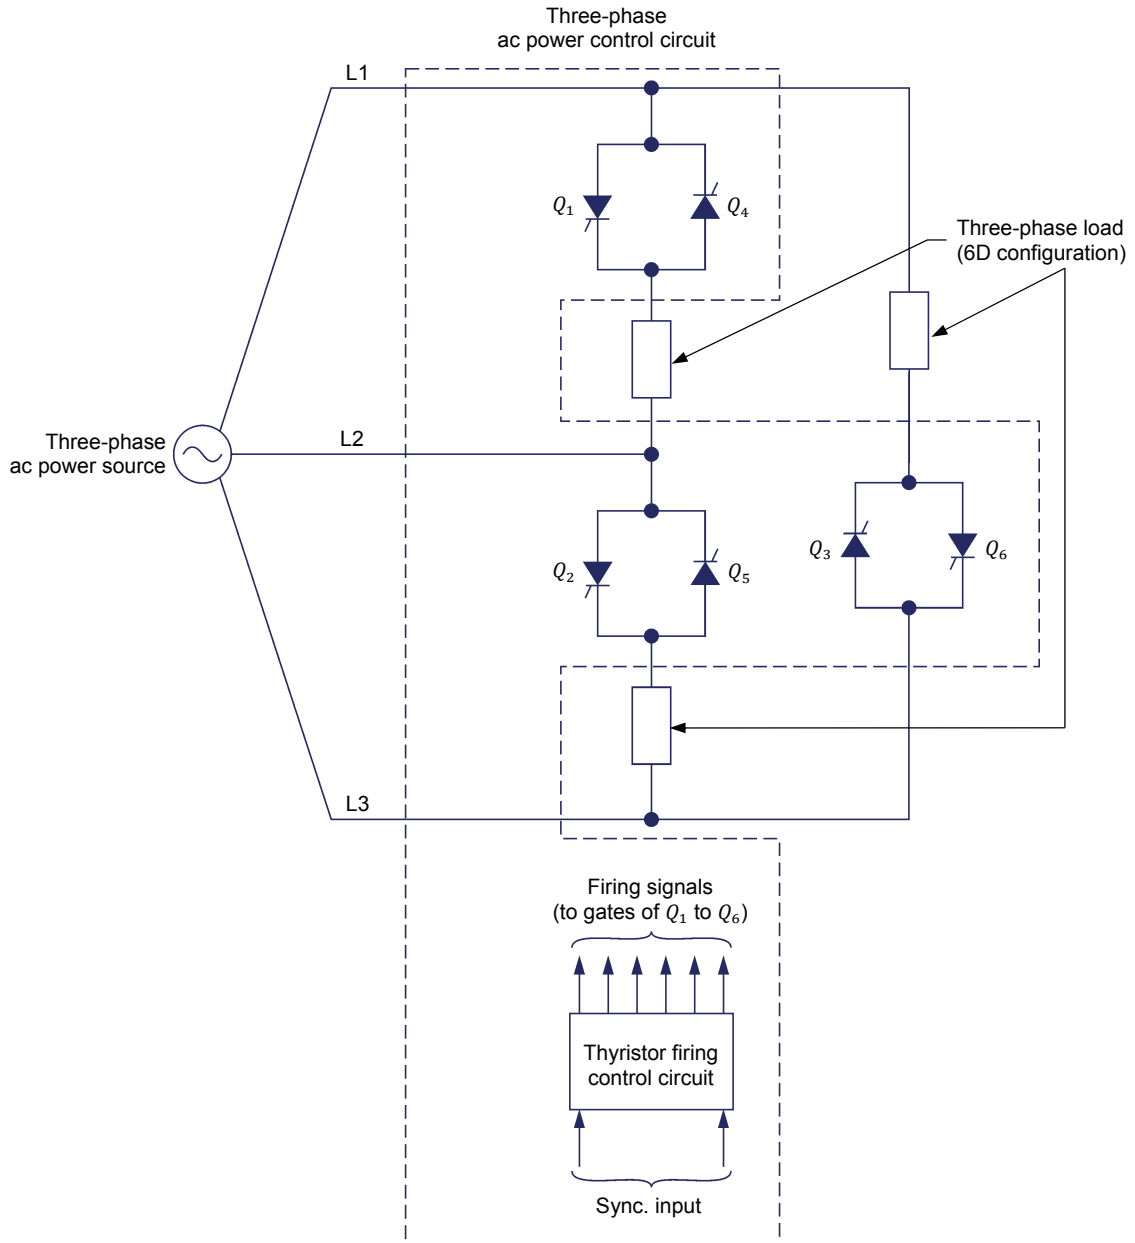 Three-phase
ac power control circuit
L1
Q₁
Q₄
Three-phase load
(6D configuration)
Three-phase
ac power source
L2
Q₂
Q₅
Q₃
Q₆
L3
Firing signals
(to gates of Q₁ to Q₆)
Thyristor firing
control circuit
Sync. input